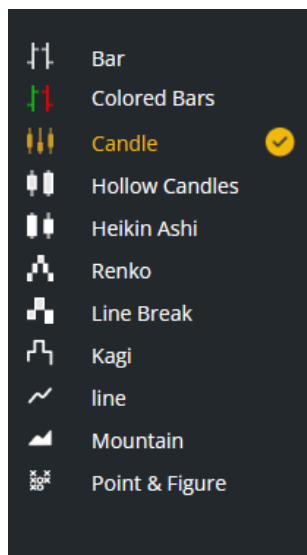 Bar
Colored Bars
Candle
Hollow Candles
Heikin Ashi
Renko
Line Break
Kagi
line
Mountain
Point & Figure